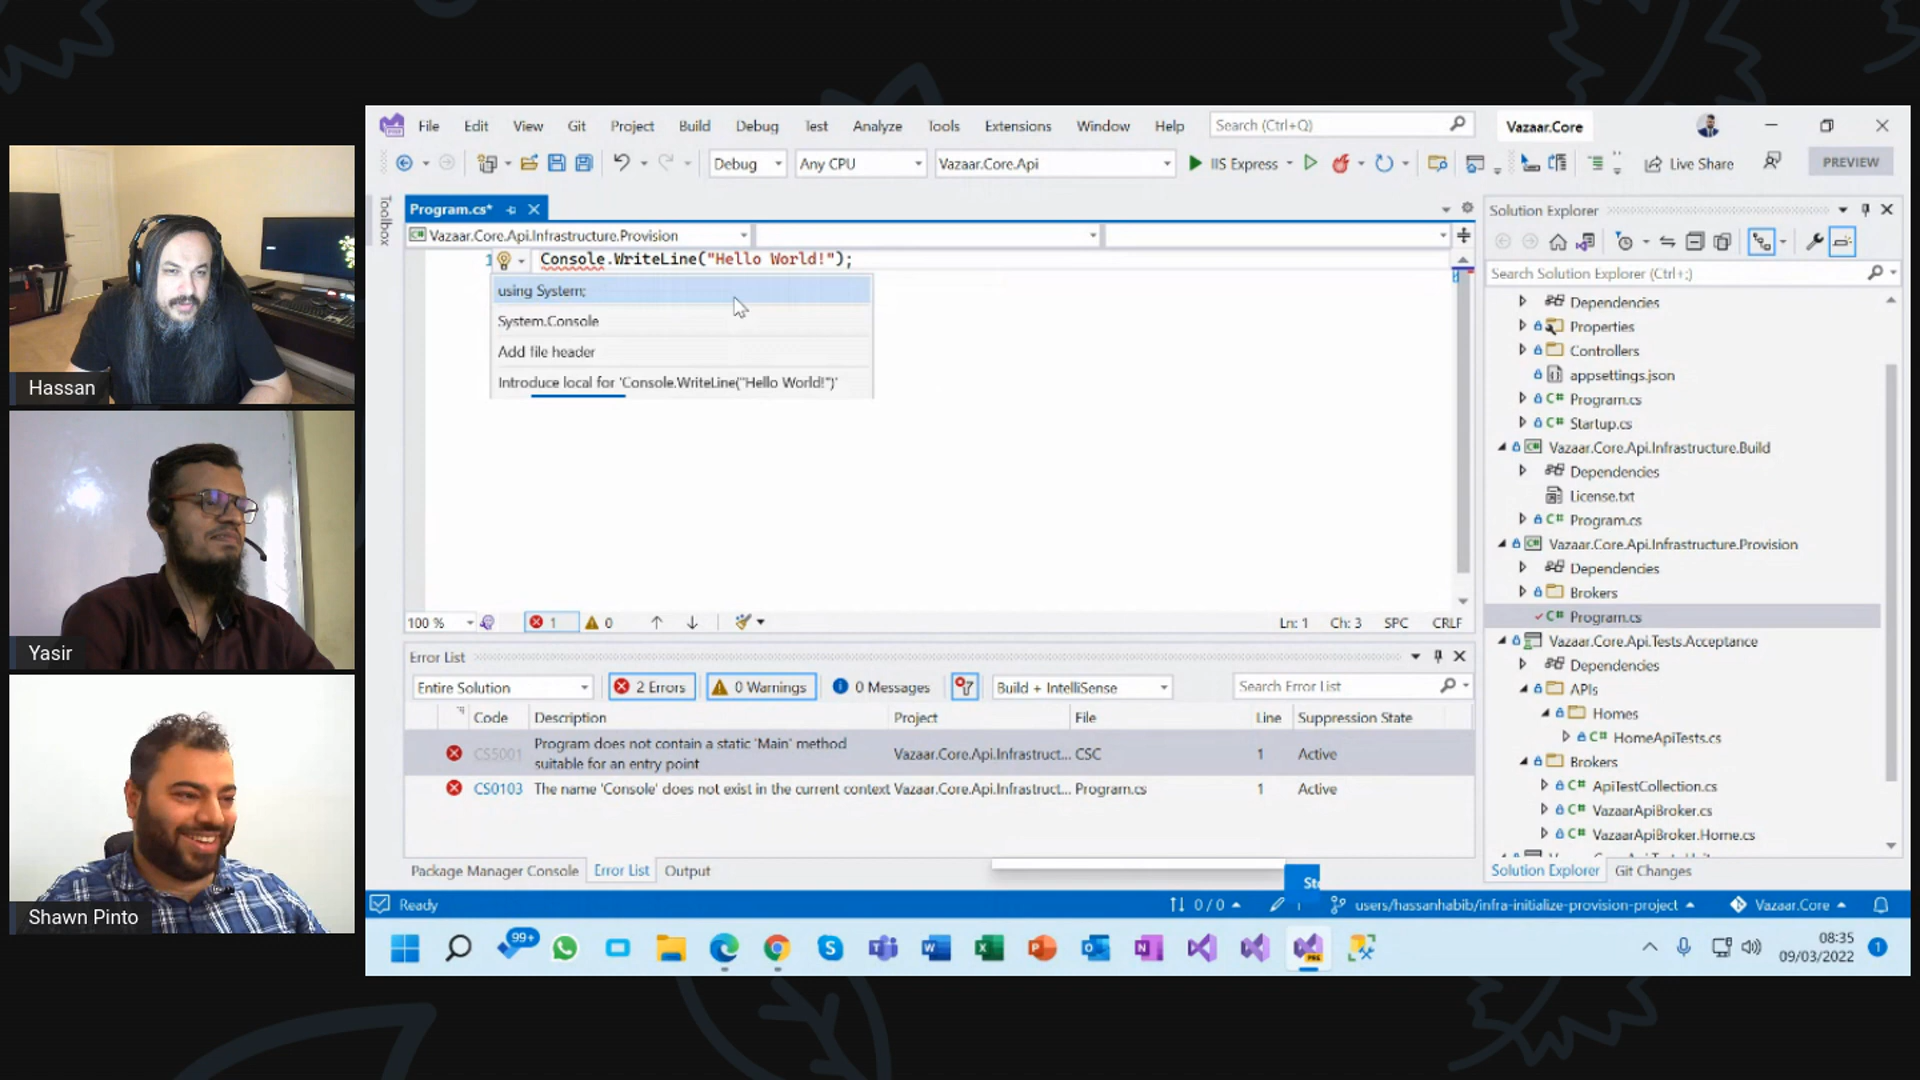 Hassan
Yasir
Shawn Pinto
File Edit View Git Project Build Debug Test Analyze Tools Extensions Window Help Search (Ctrl+Q) Vazaar.Core
Debug Any CPU Vazaar.Core.Api IIS Express Live Share PREVIEW
Toolbox
Program.cs*
Vazaar.Core.Api.Infrastructure.Provision
1 Console.WriteLine("Hello World!");
using System;
System.Console
Add file header
Introduce local for 'Console.WriteLine("Hello World!")'
100 % 1 0 Ln: 1 Ch: 3 SPC CRLF
Error List
Entire Solution 2 Errors 0 Warnings 0 Messages Build + IntelliSense Search Error List
Code Description Project File Line Suppression State
CS5001 Program does not contain a static 'Main' method suitable for an entry point Vazaar.Core.Api.Infrastruct... CSC 1 Active
CS0103 The name 'Console' does not exist in the current context Vazaar.Core.Api.Infrastruct... Program.cs 1 Active
Package Manager Console Error List Output
Solution Explorer
Search Solution Explorer (Ctrl+;)
Dependencies
Properties
Controllers
appsettings.json
C# Program.cs
C# Startup.cs
C# Vazaar.Core.Api.Infrastructure.Build
Dependencies
License.txt
C# Program.cs
C# Vazaar.Core.Api.Infrastructure.Provision
Dependencies
Brokers
C# Program.cs
Vazaar.Core.Api.Tests.Acceptance
Dependencies
APIs
Homes
C# HomeApiTests.cs
Brokers
C# ApiTestCollection.cs
C# VazaarApiBroker.cs
C# VazaarApiBroker.Home.cs
Solution Explorer Git Changes
Ready 0 / 0 1 users/hassanhabib/infra-initialize-provision-project Vazaar.Core
99+
08:35
09/03/2022
1